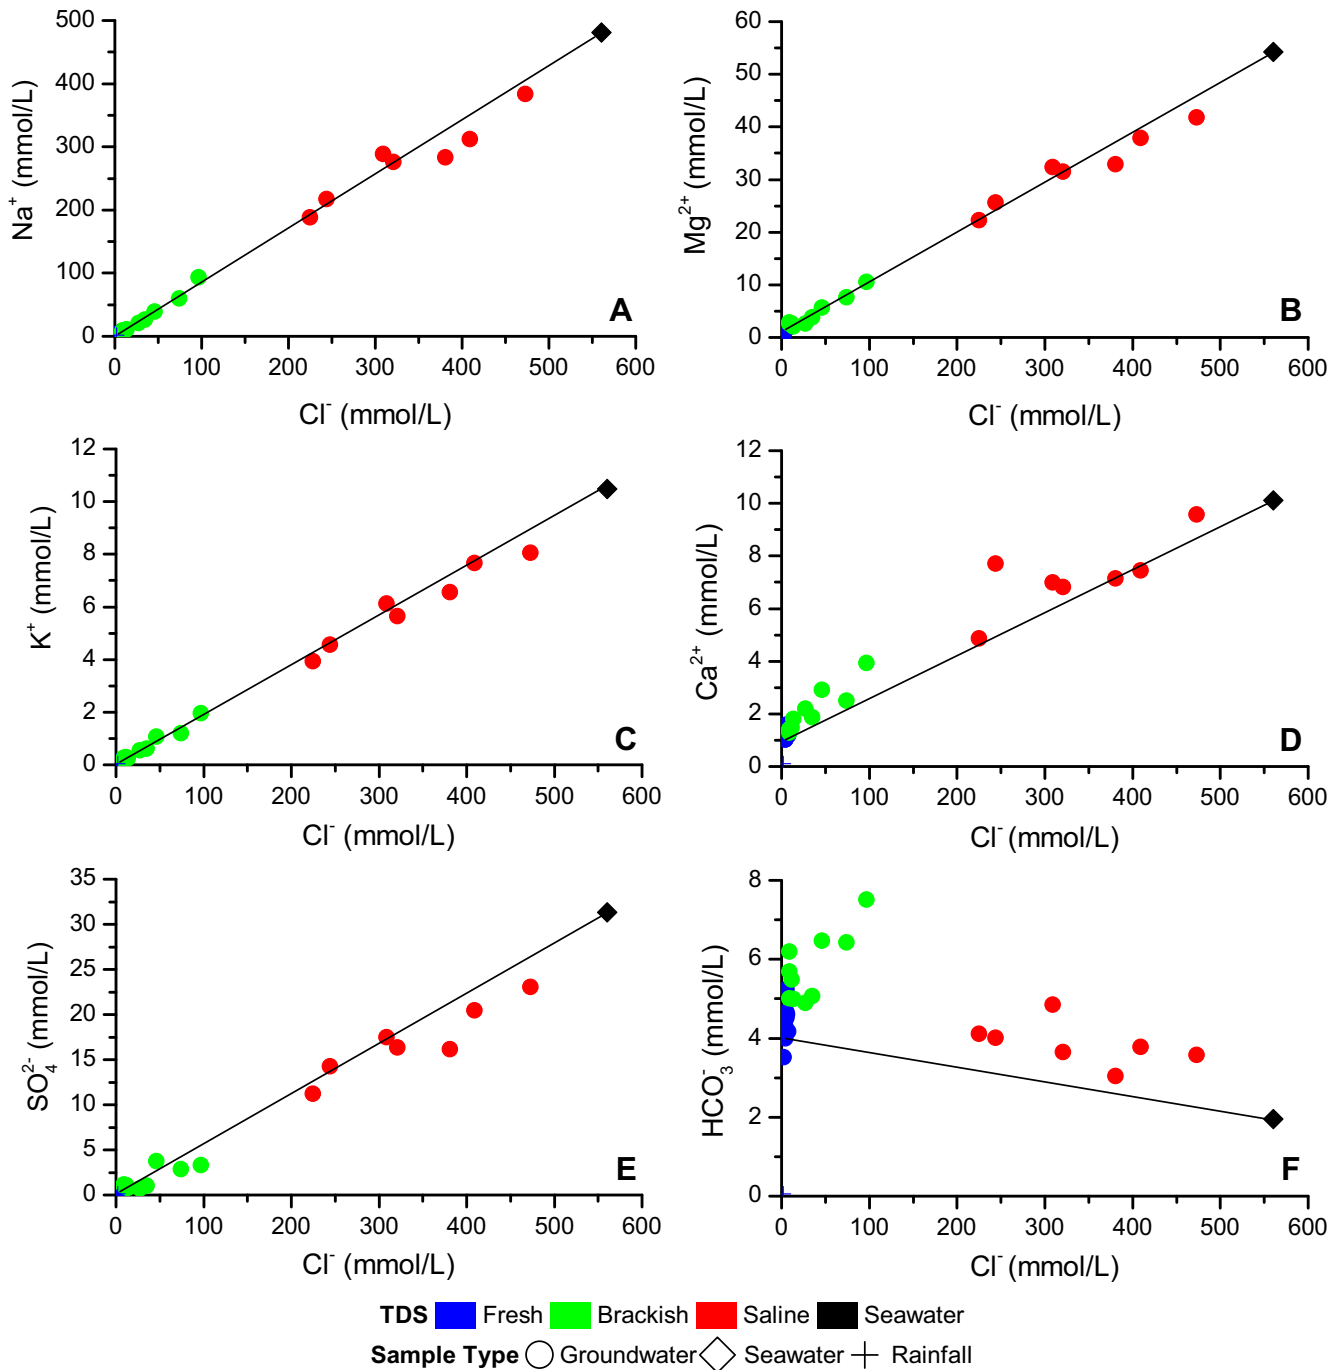 500
400
300
200
100
0
Na⁺ (mmol/L)
A
0 100 200 300 400 500 600
Cl⁻ (mmol/L)
60
50
40
30
20
10
0
Mg²⁺ (mmol/L)
B
0 100 200 300 400 500 600
Cl⁻ (mmol/L)
12
10
8
6
4
2
0
K⁺ (mmol/L)
C
0 100 200 300 400 500 600
Cl⁻ (mmol/L)
12
10
8
6
4
2
0
Ca²⁺ (mmol/L)
D
0 100 200 300 400 500 600
Cl⁻ (mmol/L)
35
30
25
20
15
10
5
0
SO₄²⁻ (mmol/L)
E
0 100 200 300 400 500 600
Cl⁻ (mmol/L)
8
6
4
2
0
HCO₃⁻ (mmol/L)
F
0 100 200 300 400 500 600
Cl⁻ (mmol/L)
TDS Fresh Brackish Saline Seawater
Sample Type Groundwater Seawater Rainfall